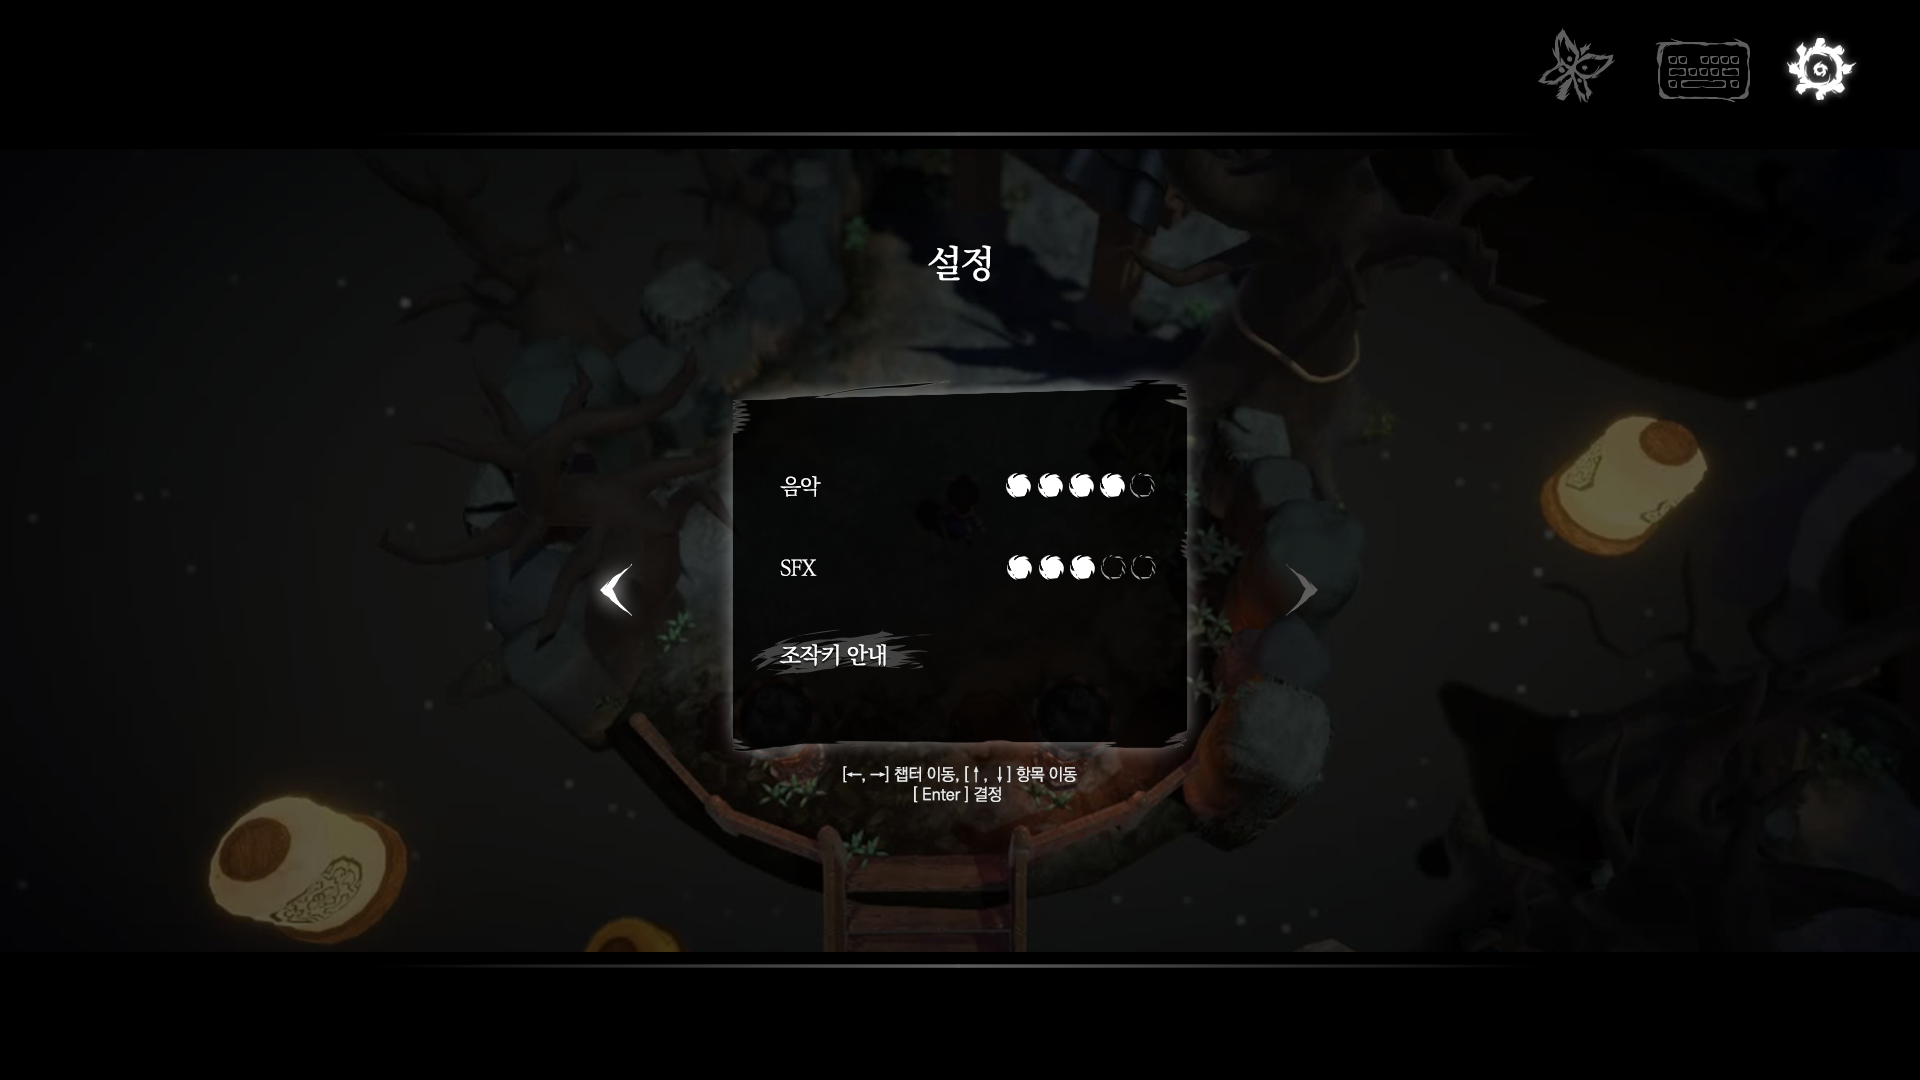 설정
음악
SFX
조작키 안내
[←, →] 챕터 이동, [↑, ↓] 항목 이동
[ Enter ] 결정